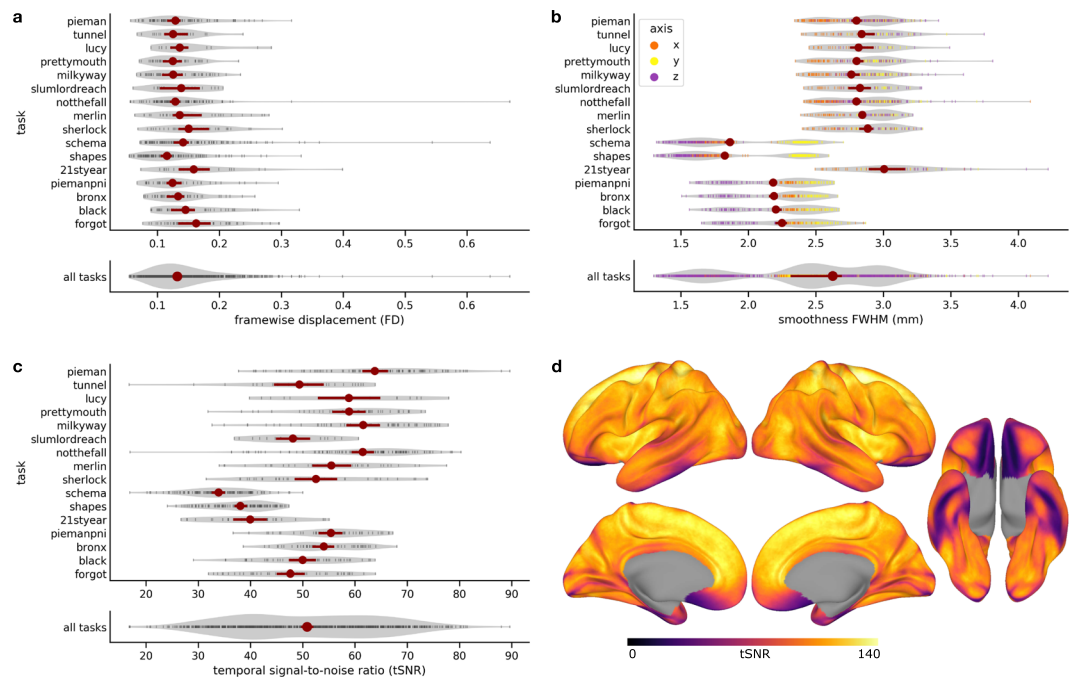 a
pieman
tunnel
lucy
prettymouth
milkyway
slumlordreach
notthefall
merlin
sherlock
schema
shapes
21styear
piemanpni
bronx
black
forgot
task
0.1 0.2 0.3 0.4 0.5 0.6
all tasks
0.1 0.2 0.3 0.4 0.5 0.6
framewise displacement (FD)
b
axis
x
y
z
pieman
tunnel
lucy
prettymouth
milkyway
slumlordreach
notthefall
merlin
sherlock
schema
shapes
21styear
piemanpni
bronx
black
forgot
1.5 2.0 2.5 3.0 3.5 4.0
all tasks
1.5 2.0 2.5 3.0 3.5 4.0
smoothness FWHM (mm)
c
pieman
tunnel
lucy
prettymouth
milkyway
slumlordreach
notthefall
merlin
sherlock
schema
shapes
21styear
piemanpni
bronx
black
forgot
task
20 30 40 50 60 70 80 90
all tasks
20 30 40 50 60 70 80 90
temporal signal-to-noise ratio (tSNR)
d
0 tSNR 140